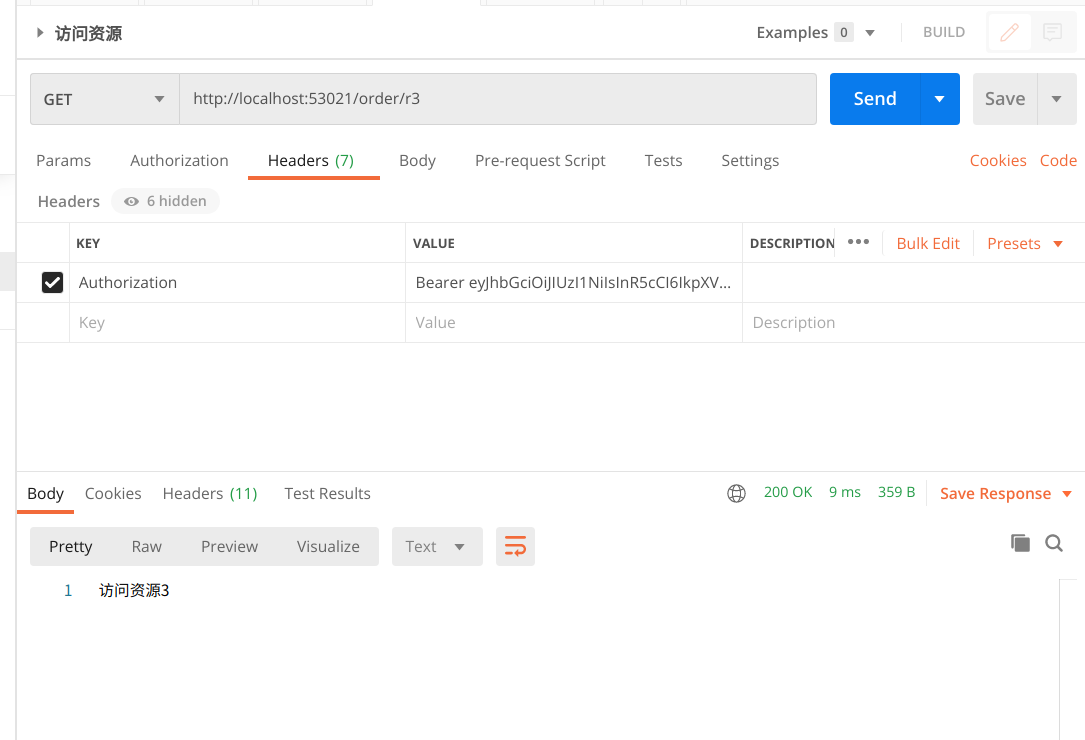 访问资源
Examples 0
BUILD
GET
http://localhost:53021/order/r3
Send
Save
Params
Authorization
Headers (7)
Body
Pre-request Script
Tests
Settings
Cookies
Code
Headers
6 hidden
KEY
VALUE
DESCRIPTION
Bulk Edit
Presets
Authorization
Bearer eyJhbGciOiJIUzI1NiIsInR5cCI6IkpXV...
Key
Value
Description
Body
Cookies
Headers (11)
Test Results
200 OK
9 ms
359 B
Save Response
Pretty
Raw
Preview
Visualize
Text
1
访问资源3